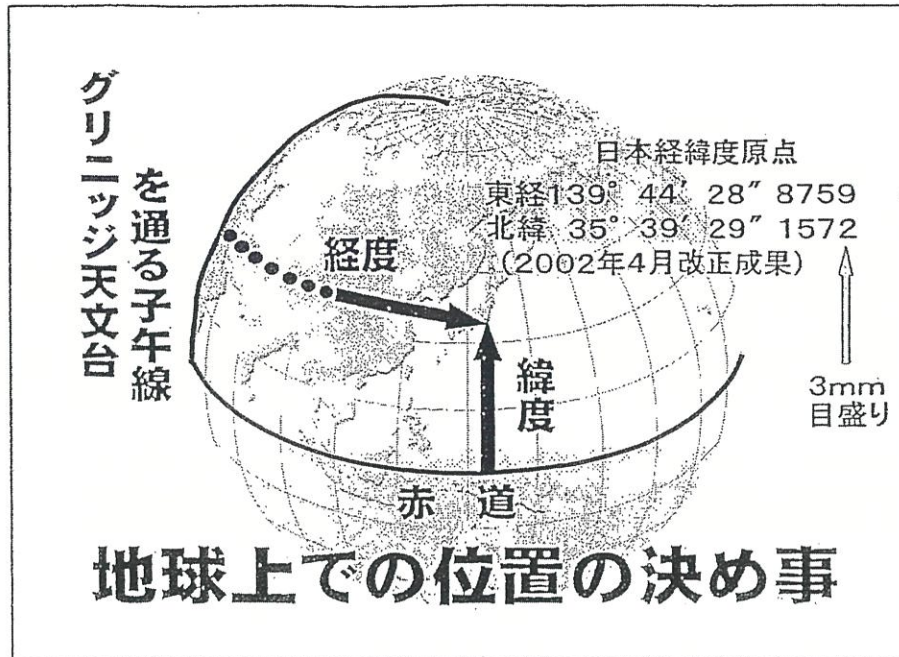 グリニッジ天文台
を通る子午線
日本経緯度原点
東経139° 44′ 28″ 8759
北緯 35° 39′ 29″ 1572
(2002年4月改正成果)
経度
緯度
3mm
目盛り
赤道
地球上での位置の決め事